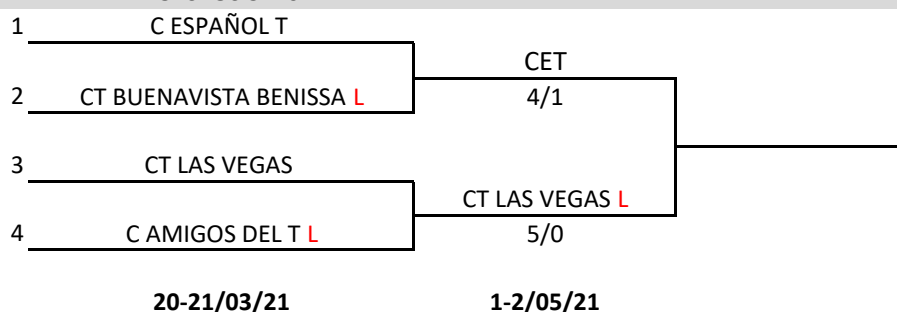 1 C ESPAÑOL T
CET
2 CT BUENAVISTA BENISSA L
4/1
3 CT LAS VEGAS
CT LAS VEGAS L
4 C AMIGOS DEL T L
5/0
20-21/03/21 1-2/05/21